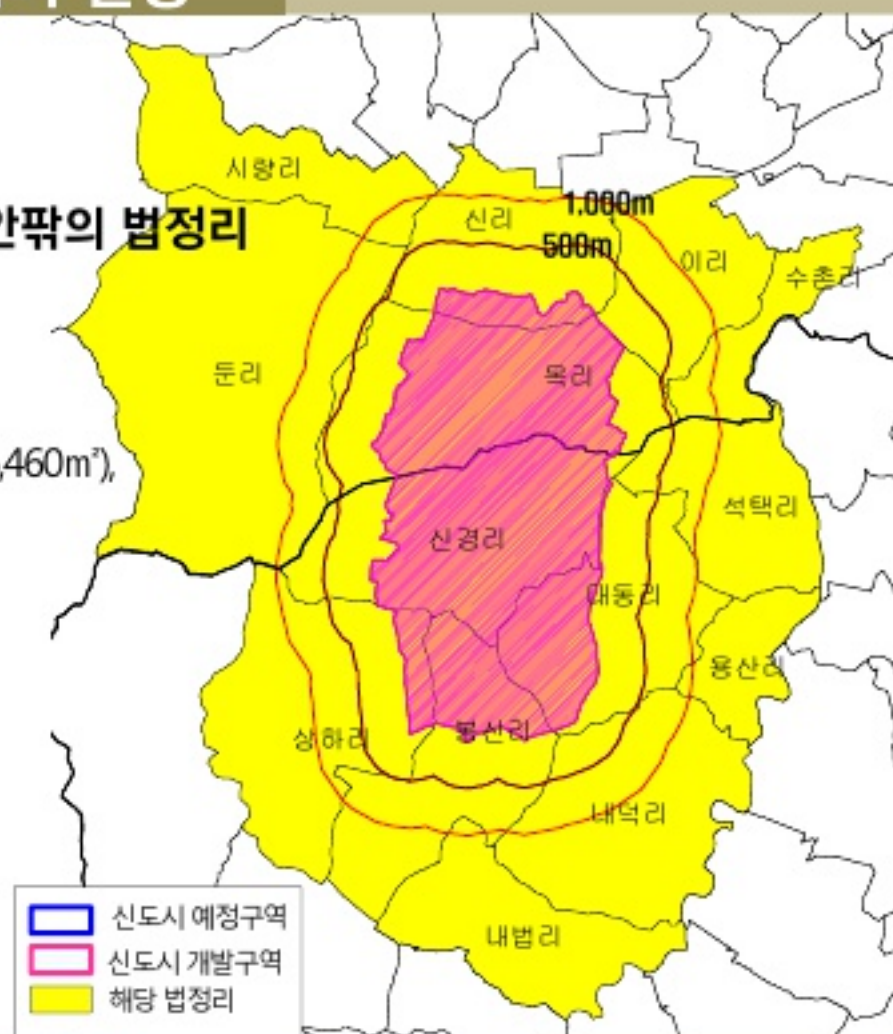 시량리
안팎의 법정리
신리
1.000m
500m
이리
수촌리
둔리
목리
,460㎡),
석택리
신경리
대동리
용산리
상하리
봉산리
내덕리
내법리
신도시 예정구역
신도시 개발구역
해당 법정리